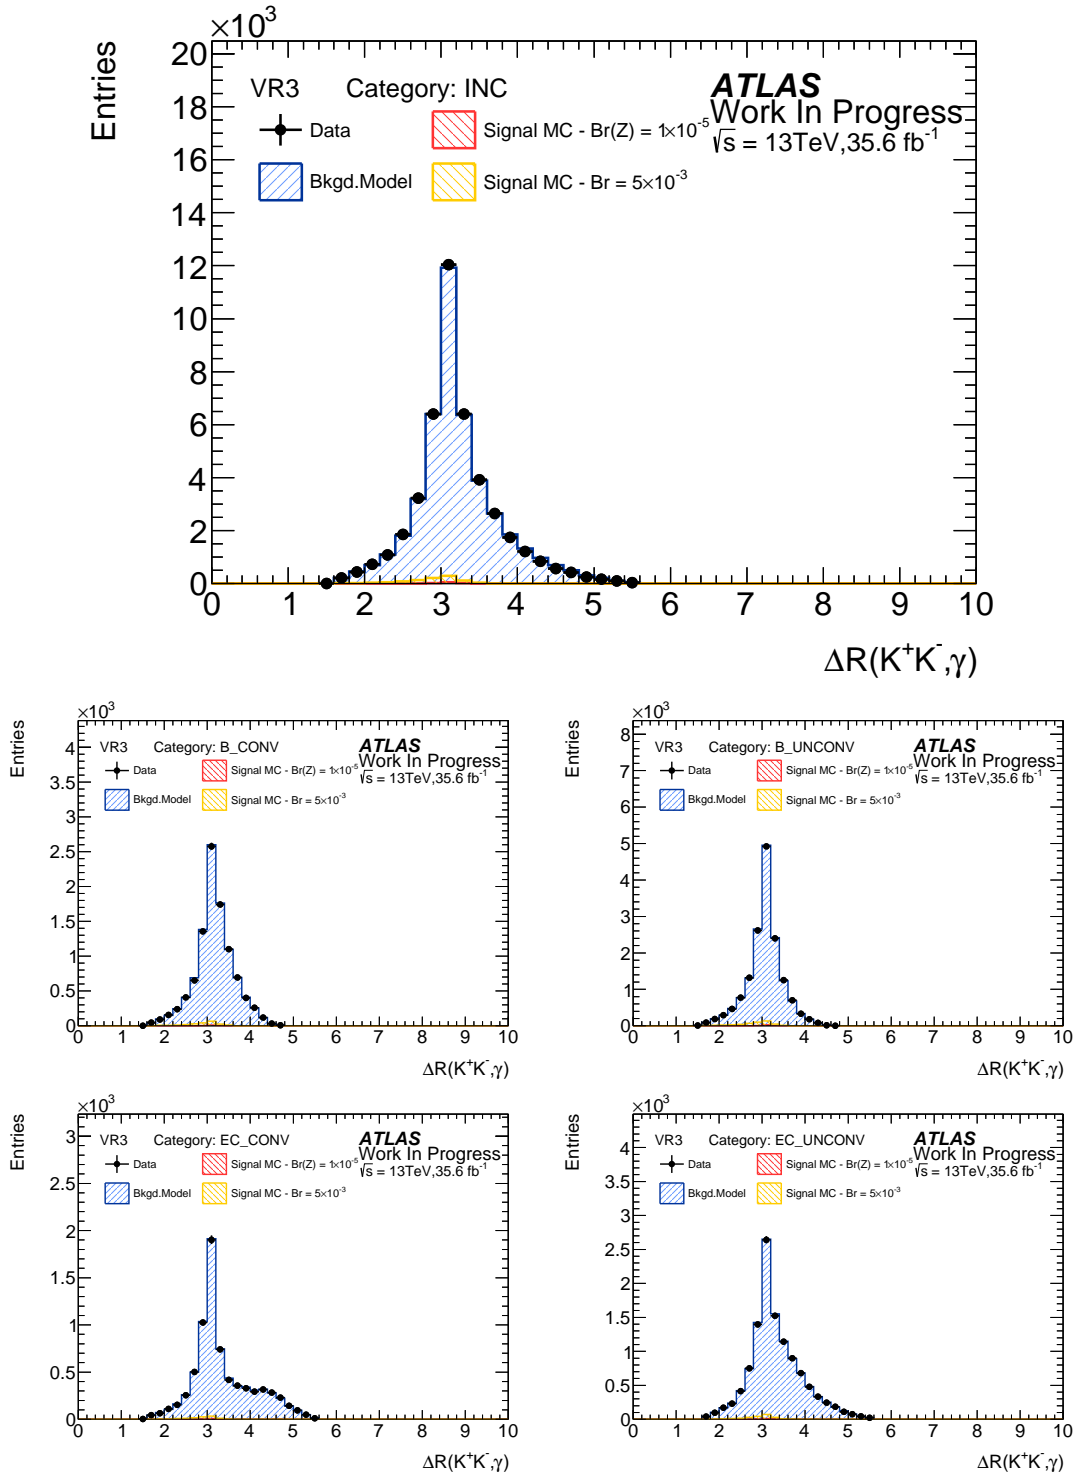 ×10³
Entries
20
18
16
14
12
10
8
6
4
2
0
VR3 Category: INC
Data
Bkgd.Model
Signal MC - Br(Z) = 1×10⁻⁵
Signal MC - Br = 5×10⁻³
ATLAS
Work In Progress
√s = 13TeV,35.6 fb⁻¹
0 1 2 3 4 5 6 7 8 9 10
ΔR(K⁺K⁻,γ)
×10³
Entries
4
3.5
3
2.5
2
1.5
1
0.5
0
VR3 Category: B_CONV
Data
Bkgd.Model
Signal MC - Br(Z) = 1×10⁻⁵
Signal MC - Br = 5×10⁻³
ATLAS
Work In Progress
√s = 13TeV,35.6 fb⁻¹
0 1 2 3 4 5 6 7 8 9 10
ΔR(K⁺K⁻,γ)
×10³
Entries
8
7
6
5
4
3
2
1
0
VR3 Category: B_UNCONV
Data
Bkgd.Model
Signal MC - Br(Z) = 1×10⁻⁵
Signal MC - Br = 5×10⁻³
ATLAS
Work In Progress
√s = 13TeV,35.6 fb⁻¹
0 1 2 3 4 5 6 7 8 9 10
ΔR(K⁺K⁻,γ)
×10³
Entries
3
2.5
2
1.5
1
0.5
0
VR3 Category: EC_CONV
Data
Bkgd.Model
Signal MC - Br(Z) = 1×10⁻⁵
Signal MC - Br = 5×10⁻³
ATLAS
Work In Progress
√s = 13TeV,35.6 fb⁻¹
0 1 2 3 4 5 6 7 8 9 10
ΔR(K⁺K⁻,γ)
×10³
Entries
4
3.5
3
2.5
2
1.5
1
0.5
0
VR3 Category: EC_UNCONV
Data
Bkgd.Model
Signal MC - Br(Z) = 1×10⁻⁵
Signal MC - Br = 5×10⁻³
ATLAS
Work In Progress
√s = 13TeV,35.6 fb⁻¹
0 1 2 3 4 5 6 7 8 9 10
ΔR(K⁺K⁻,γ)